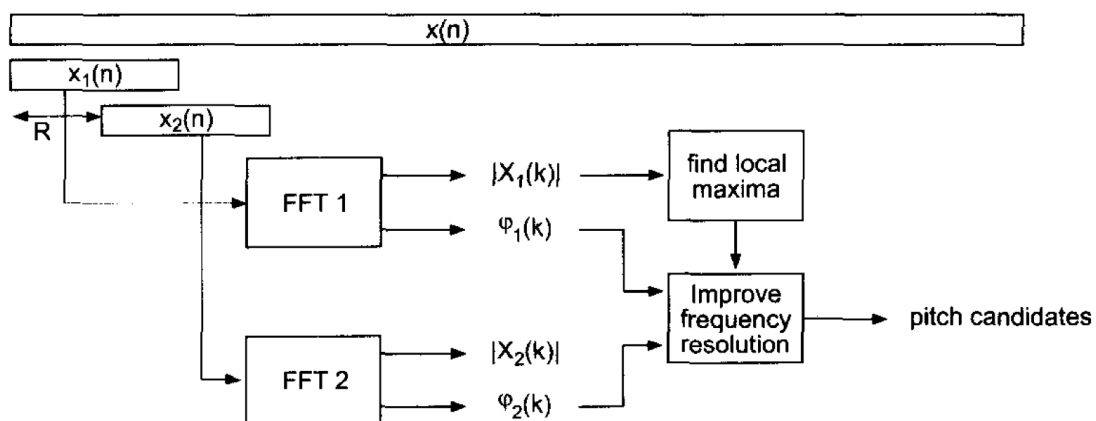 x(n)
x₁(n)
R
x₂(n)
FFT 1
|X₁(k)|
φ₁(k)
find local
maxima
Improve
frequency
resolution
pitch candidates
FFT 2
|X₂(k)|
φ₂(k)